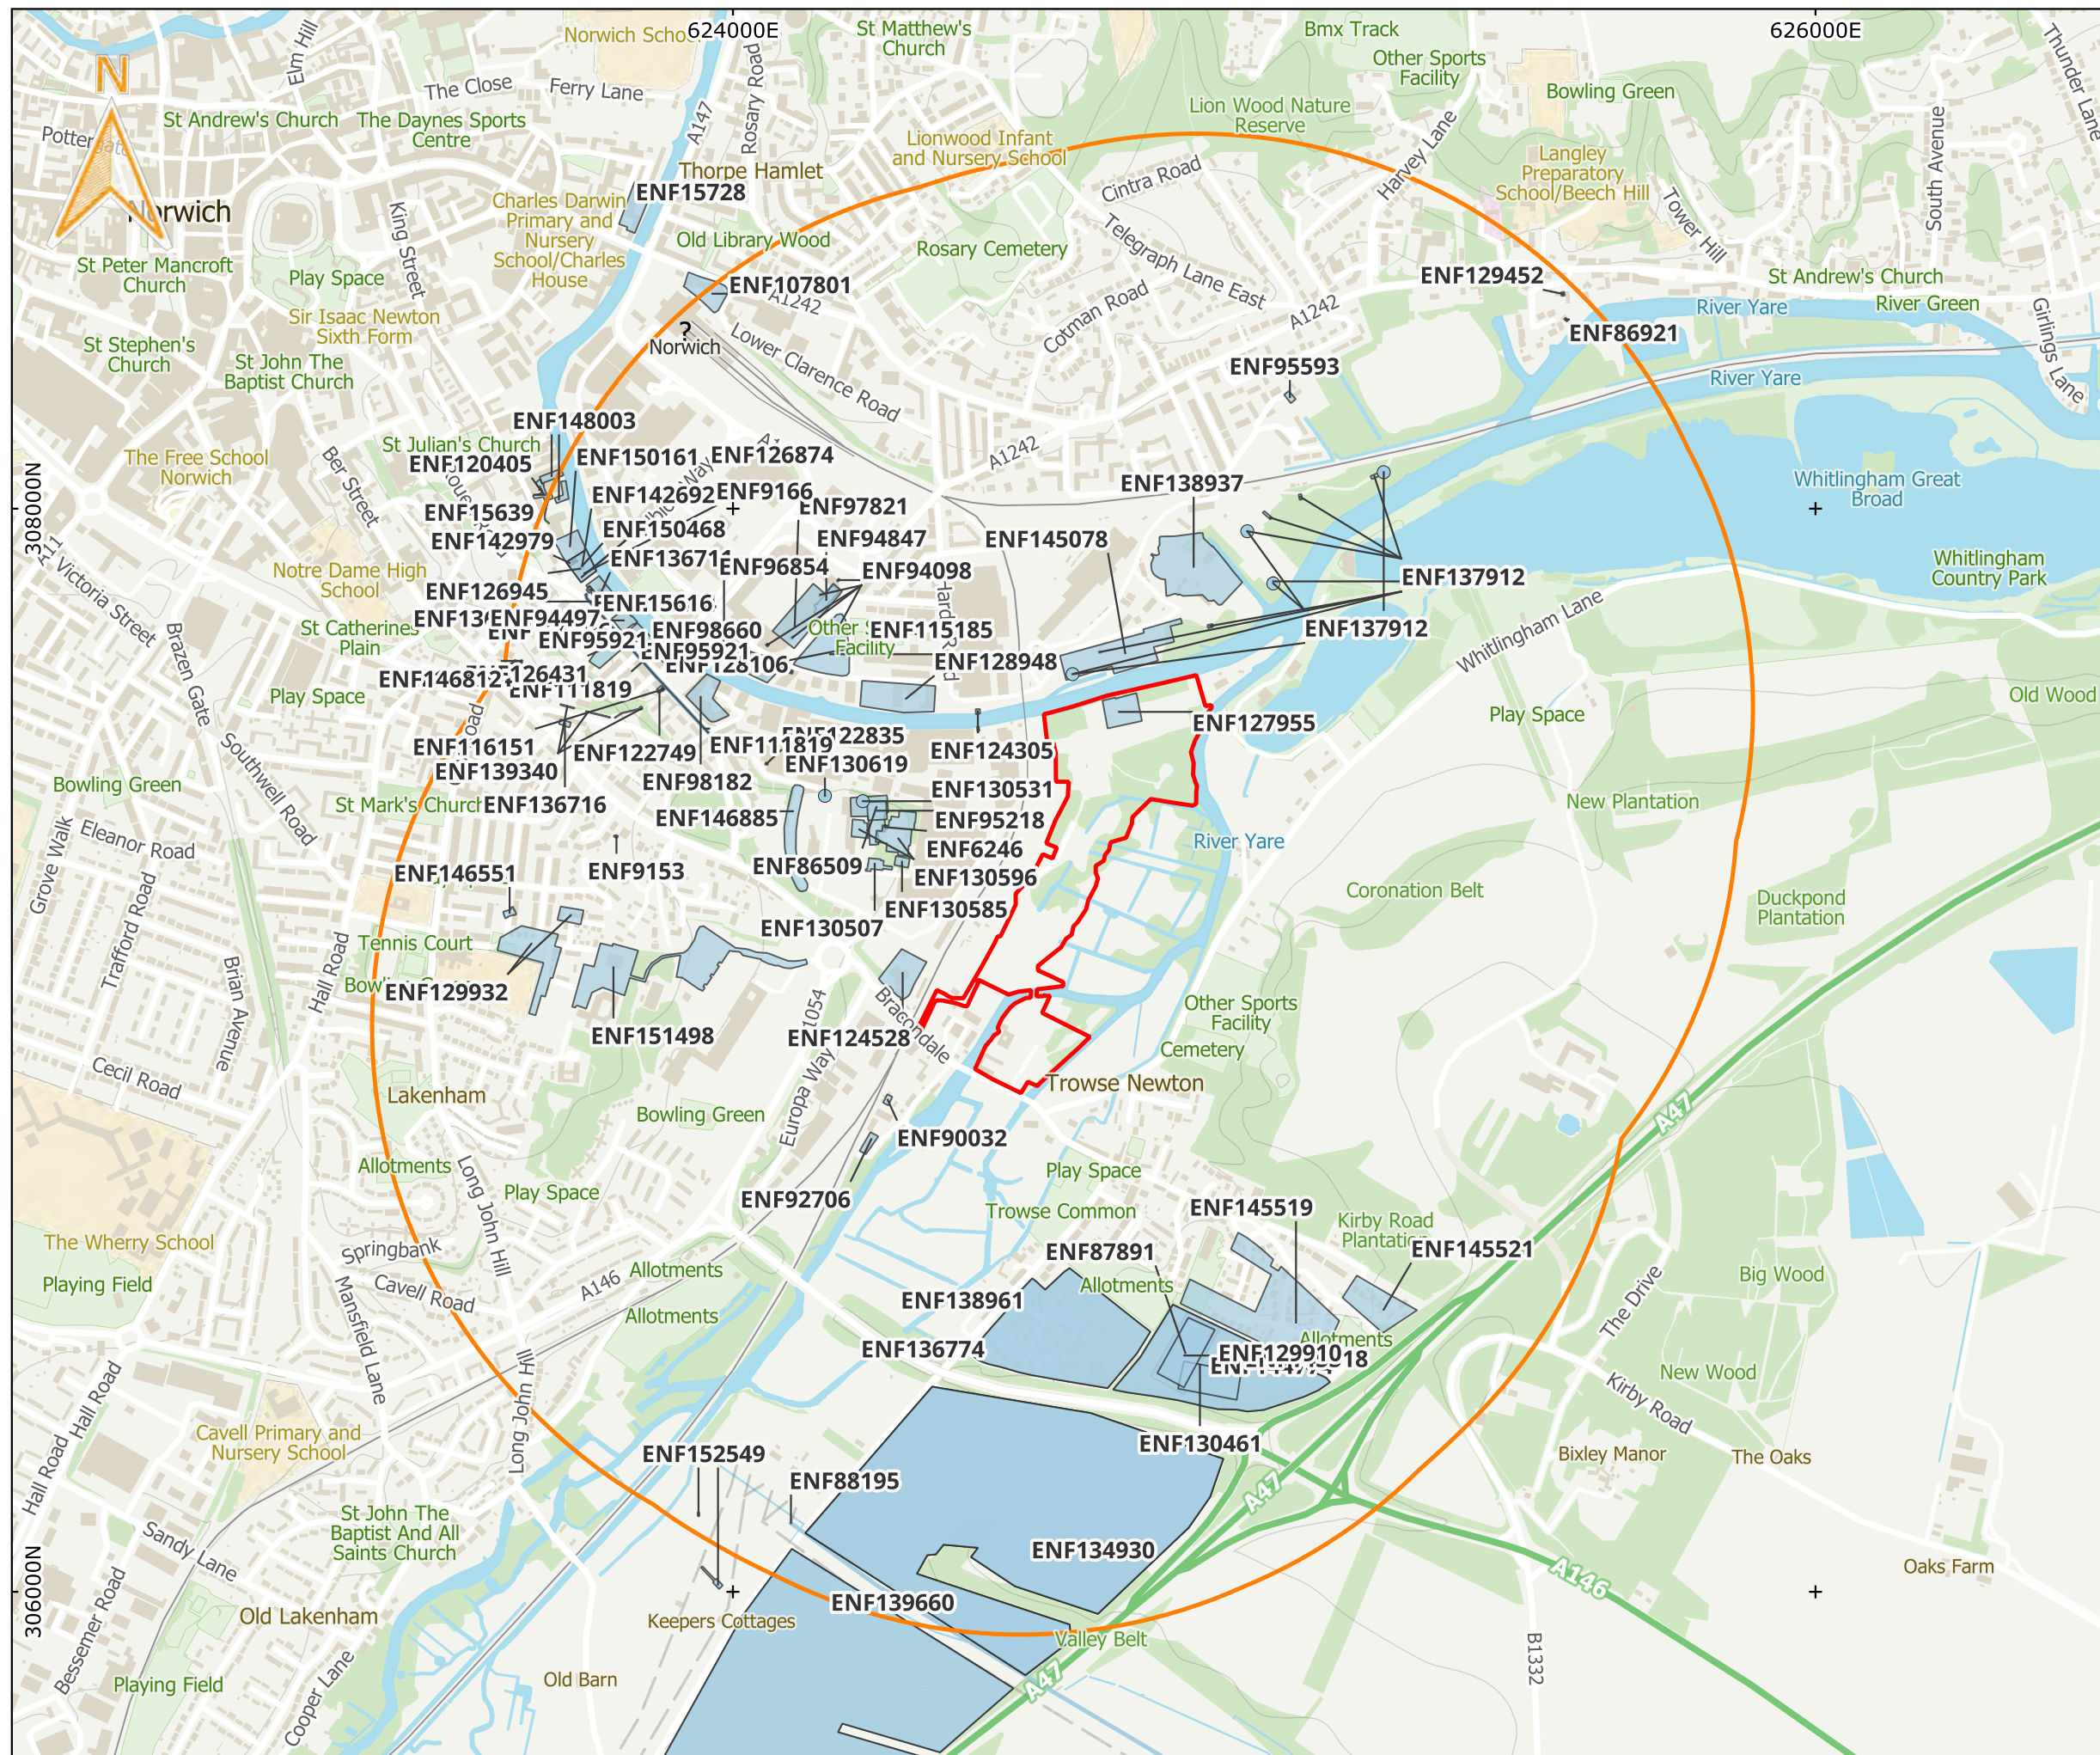 624000E
626000E
308000N
306000N
N
Norwich
Elm Hill
The Close
Ferry Lane
Norwich School
A147
Rosary Road
St Matthew's
Church
Bmx Track
Other Sports
Facility
Bowling Green
Thunder Lane
St Andrew's Church
The Daynes Sports
Centre
Lion Wood Nature
Reserve
Lionwood Infant
and Nursery School
Harvey Lane
South Avenue
Langley
Preparatory
School/Beech Hill
Thorpe Hamlet
Cintra Road
ENF15728
Charles Darwin
Primary and
Nursery
School/Charles
House
King Street
Old Library Wood
Rosary Cemetery
Telegraph Lane East
Tower Hill
St Peter Mancroft
Church
Play Space
ENF107801
A1242
Cotman Road
A1242
ENF129452
St Andrew's Church
River Yare
River Green
Girlings Lane
Sir Isaac Newton
Sixth Form
?
Norwich
Lower Clarence Road
ENF86921
St Stephen's
Church
St John The
Baptist Church
ENF95593
River Yare
ENF148003
St Julian's Church
ENF120405
ENF150161
ENF126874
A1242
The Free School
Norwich
Ber Street
ENF138937
Whitlingham Great
Broad
ENF142692
ENF9166
ENF97821
ENF15639
ENF150468
ENF142979
ENF94847
ENF145078
A11
Victoria Street
Notre Dame High
School
ENF96854
ENF94098
ENF137912
Whitlingham
Country Park
ENF126945
ENF15616
ENF94497
St Catherines
Plain
ENF95921
ENF98660
ENF95921
ENF128106
Other
Facility
ENF115185
ENF137912
Whitlingham Lane
Brazen Gate
ENF146812
ENF128948
ENF111819
Play Space
Old Wood
Play Space
ENF127955
Southwell Road
ENF116151
ENF122749
ENF111819
ENF122835
ENF124305
ENF139340
ENF98182
ENF130619
Bowling Green
St Mark's Church
ENF136716
ENF130531
New Plantation
ENF146885
ENF95218
Eleanor Road
River Yare
ENF6246
Grove Walk
ENF146551
ENF9153
ENF86509
ENF130596
Coronation Belt
Trafford Road
ENF130585
Duckpond
Plantation
Tennis Court
ENF130507
Hall Road
Brian Avenue
ENF129932
Bracondale
Other Sports
Facility
ENF151498
ENF124528
Cemetery
Cecil Road
Lakenham
Europa Way
Trowse Newton
Bowling Green
A47
ENF90032
Allotments
Play Space
Long John Hill
Play Space
ENF92706
Trowse Common
ENF145519
Kirby Road
Plantation
The Wherry School
Springbank
ENF87891
ENF145521
Playing Field
Allotments
Allotments
Big Wood
Cavell Road
A146
ENF138961
Mansfield Lane
Allotments
The Drive
ENF136774
Allotments
ENF129910
Hall Road
Long John Hill
New Wood
Kirby Road
Cavell Primary and
Nursery School
ENF130461
ENF152549
Bixley Manor
The Oaks
Hall Road
ENF88195
A47
St John The
Baptist And All
Saints Church
Sandy Lane
ENF134930
A146
Oaks Farm
Old Lakenham
Keepers Cottages
ENF139660
Valley Belt
B1332
Bessemer Road
Playing Field
Cooper Lane
Old Barn
A47